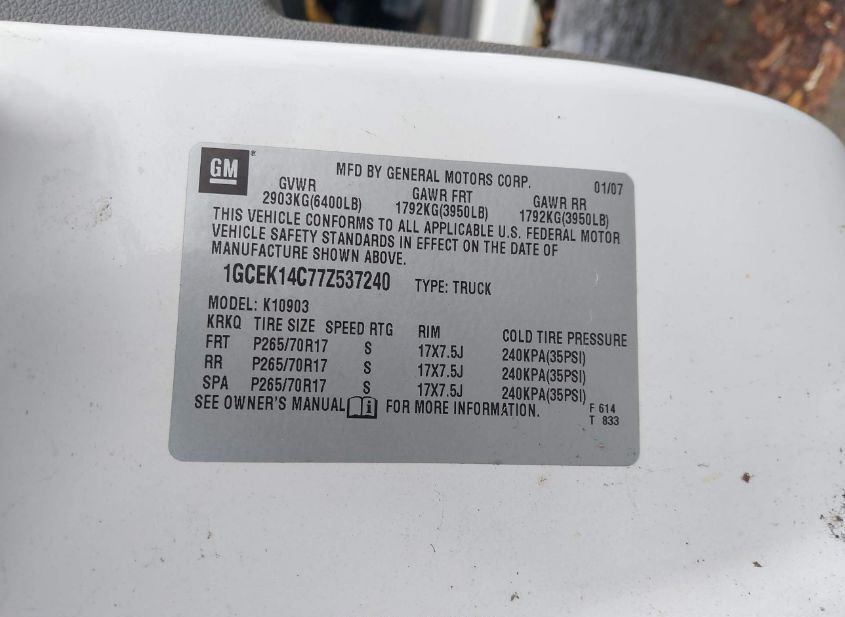 GM® MFD BY GENERAL MOTORS CORP. 01/07
GVWR GAWR FRT GAWR RR
2903KG(6400LB) 1792KG(3950LB) 1792KG(3950LB)
THIS VEHICLE CONFORMS TO ALL APPLICABLE U.S. FEDERAL MOTOR
VEHICLE SAFETY STANDARDS IN EFFECT ON THE DATE OF
MANUFACTURE SHOWN ABOVE.
1GCEK14C77Z537240 TYPE: TRUCK
MODEL: K10903
KRKQ TIRE SIZE SPEED RTG RIM COLD TIRE PRESSURE
FRT P265/70R17 S 17X7.5J 240KPA(35PSI)
RR P265/70R17 S 17X7.5J 240KPA(35PSI)
SPA P265/70R17 S 17X7.5J 240KPA(35PSI)
SEE OWNER'S MANUAL i FOR MORE INFORMATION. F 614
T 833